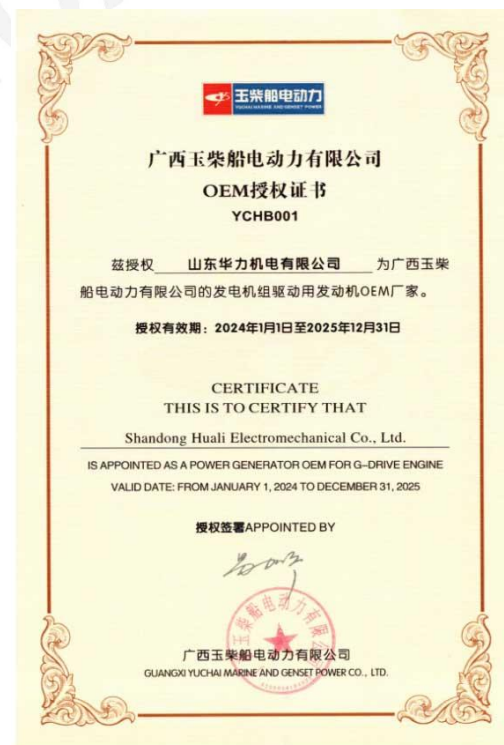 玉柴船电动力
YUCHAI MARINE AND GENSET POWER
广西玉柴船电动力有限公司
OEM授权证书
YCHB001
兹授权 山东华力机电有限公司 为广西玉柴
船电动力有限公司的发电机组驱动用发动机OEM厂家。
授权有效期：2024年1月1日至2025年12月31日
CERTIFICATE
THIS IS TO CERTIFY THAT
Shandong Huali Electromechanical Co., Ltd.
IS APPOINTED AS A POWER GENERATOR OEM FOR G-DRIVE ENGINE
VALID DATE: FROM JANUARY 1, 2024 TO DECEMBER 31, 2025
授权签署APPOINTED BY
广西玉柴船电动力有限公司
GUANGXI YUCHAI MARINE AND GENSET POWER CO., LTD.